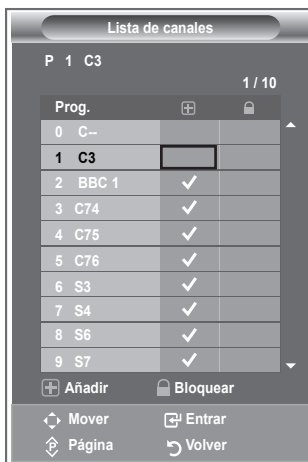 Lista de canales
P 1 C3
1 / 10
Prog.
0 C--
1 C3
2 BBC 1
3 C74
4 C75
5 C76
6 S3
7 S4
8 S6
9 S7
Añadir Bloquear
Mover Entrar
Página Volver